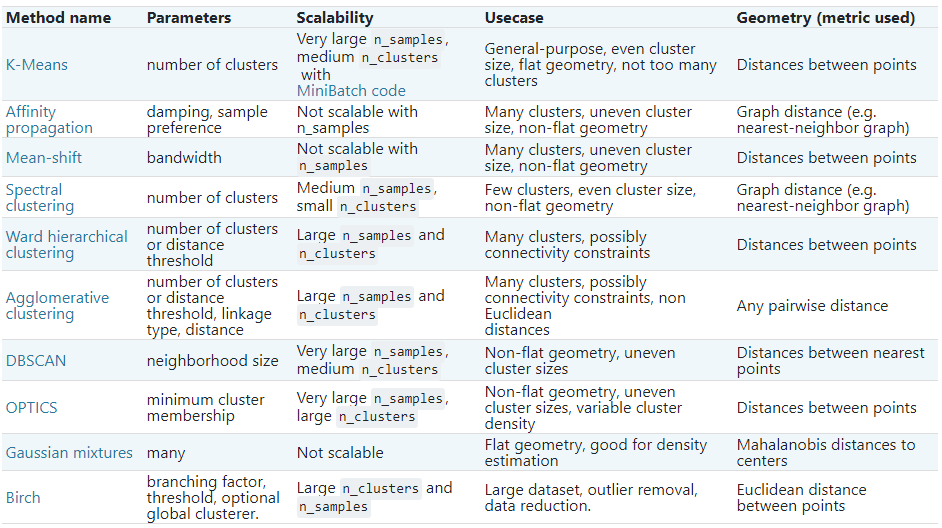 Method name Parameters Scalability Usecase Geometry (metric used)
K-Means
number of clusters
Very large n_samples,
medium n_clusters
with
MiniBatch code
General-purpose, even cluster
size, flat geometry, not too many
clusters
Distances between points
Affinity
propagation
damping, sample
preference
Not scalable with
n_samples
Many clusters, uneven cluster
size, non-flat geometry
Graph distance (e.g.
nearest-neighbor graph)
Mean-shift
bandwidth
Not scalable with
n_samples
Many clusters, uneven cluster
size, non-flat geometry
Distances between points
Spectral
clustering
number of clusters
Medium n_samples,
small n_clusters
Few clusters, even cluster size,
non-flat geometry
Graph distance (e.g.
nearest-neighbor graph)
Ward hierarchical
clustering
number of clusters
or distance
threshold
Large n_samples and
n_clusters
Many clusters, possibly
connectivity constraints
Distances between points
Agglomerative
clustering
number of clusters
or distance
threshold, linkage
type, distance
Large n_samples and
n_clusters
Many clusters, possibly
connectivity constraints, non
Euclidean
distances
Any pairwise distance
DBSCAN
neighborhood size
Very large n_samples,
medium n_clusters
Non-flat geometry, uneven
cluster sizes
Distances between nearest
points
OPTICS
minimum cluster
membership
Very large n_samples,
large n_clusters
Non-flat geometry, uneven
cluster sizes, variable cluster
density
Distances between points
Gaussian mixtures
many
Not scalable
Flat geometry, good for density
estimation
Mahalanobis distances to
centers
Birch
branching factor,
threshold, optional
global clusterer.
Large n_clusters and
n_samples
Large dataset, outlier removal,
data reduction.
Euclidean distance
between points